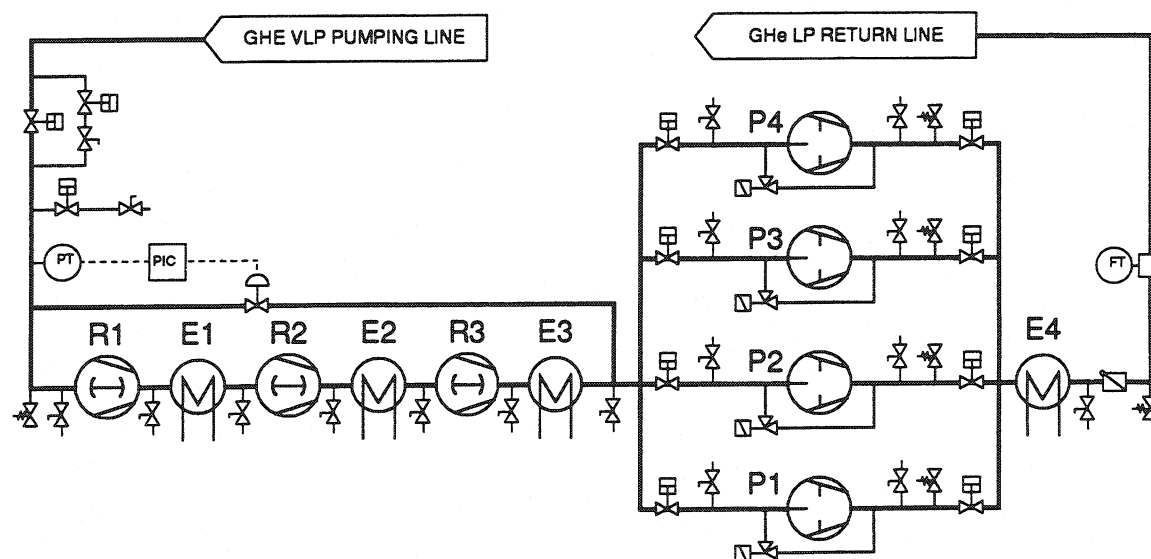 GHE VLP PUMPING LINE
GHe LP RETURN LINE
P4
P3
PT
PIC
FT
R1
E1
R2
E2
R3
E3
P2
E4
P1